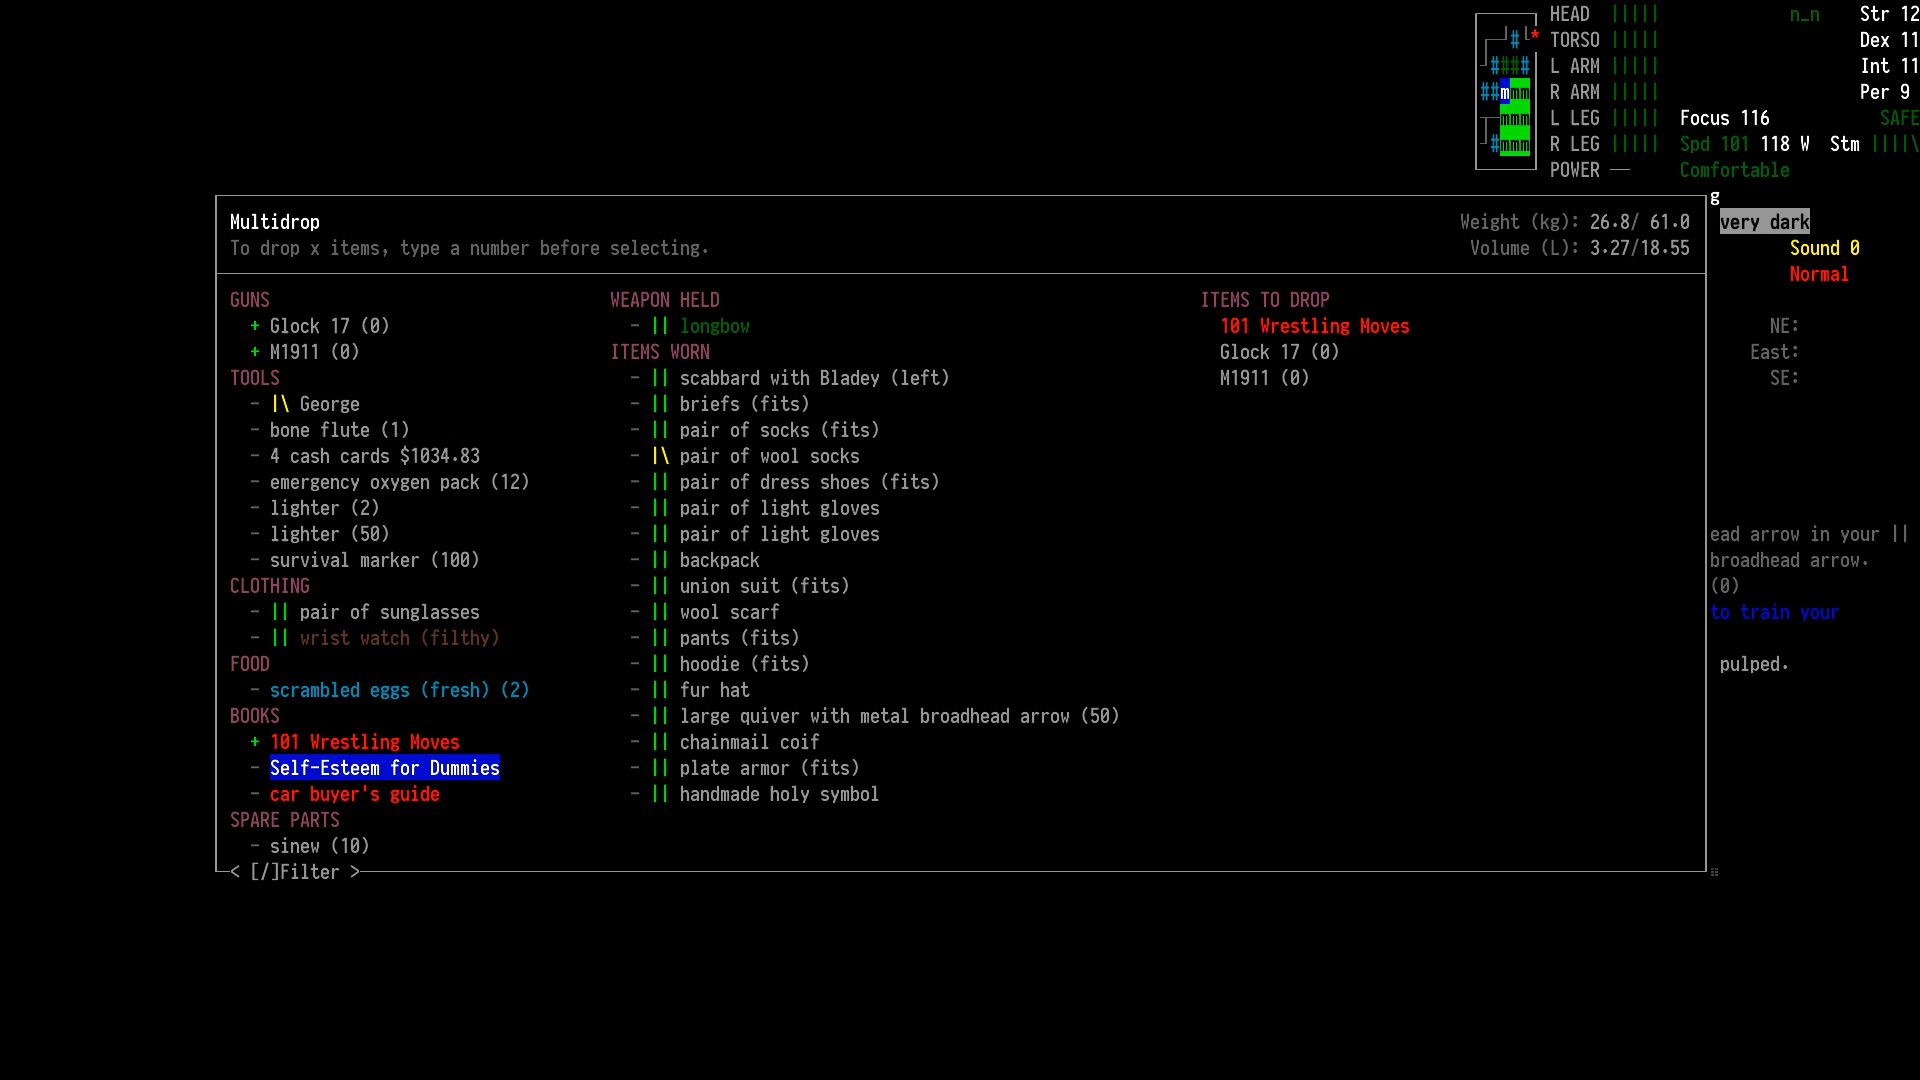 HEAD ||||| n_n Str 12
TORSO ||||| Dex 11
L ARM ||||| Int 11
R ARM ||||| Per 9
L LEG ||||| Focus 116 SAFE
R LEG ||||| Spd 101 118 W Stm ||||\
POWER — Comfortable
g
Multidrop Weight (kg): 26.8/ 61.0 very dark
To drop x items, type a number before selecting. Volume (L): 3.27/18.55 Sound 0
Normal
GUNS WEAPON HELD ITEMS TO DROP
+ Glock 17 (0) - || longbow 101 Wrestling Moves NE:
+ M1911 (0) ITEMS WORN Glock 17 (0) East:
TOOLS - || scabbard with Bladey (left) M1911 (0) SE:
- |\ George - || briefs (fits)
- bone flute (1) - || pair of socks (fits)
- 4 cash cards $1034.83 - |\ pair of wool socks
- emergency oxygen pack (12) - || pair of dress shoes (fits)
- lighter (2) - || pair of light gloves
- lighter (50) - || pair of light gloves ead arrow in your ||
- survival marker (100) - || backpack broadhead arrow.
CLOTHING - || union suit (fits) (0)
- || pair of sunglasses - || wool scarf to train your
- || wrist watch (filthy) - || pants (fits)
FOOD - || hoodie (fits) pulped.
- scrambled eggs (fresh) (2) - || fur hat
BOOKS - || large quiver with metal broadhead arrow (50)
+ 101 Wrestling Moves - || chainmail coif
- Self-Esteem for Dummies - || plate armor (fits)
- car buyer's guide - || handmade holy symbol
SPARE PARTS
- sinew (10)
< [/]Filter >